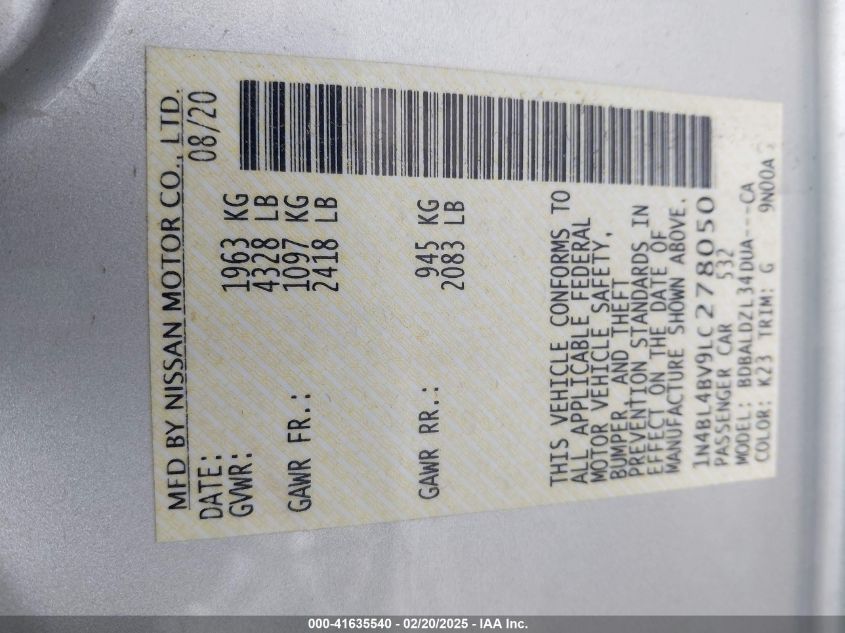 MFD BY NISSAN MOTOR CO., LTD.
DATE: 08/20
GVWR: 1963 KG
4328 LB
GAWR FR.: 1097 KG
2418 LB
GAWR RR.: 945 KG
2083 LB
THIS VEHICLE CONFORMS TO
ALL APPLICABLE FEDERAL
MOTOR VEHICLE SAFETY,
BUMPER, AND THEFT
PREVENTION STANDARDS IN
EFFECT ON THE DATE OF
MANUFACTURE SHOWN ABOVE.
1N4BL4BV9LC278050
PASSENGER CAR 532
MODEL: BDBALDZL34DUA---CA
COLOR: K23 TRIM: G 9N00A
000-41635540 - 02/20/2025 - IAA Inc.